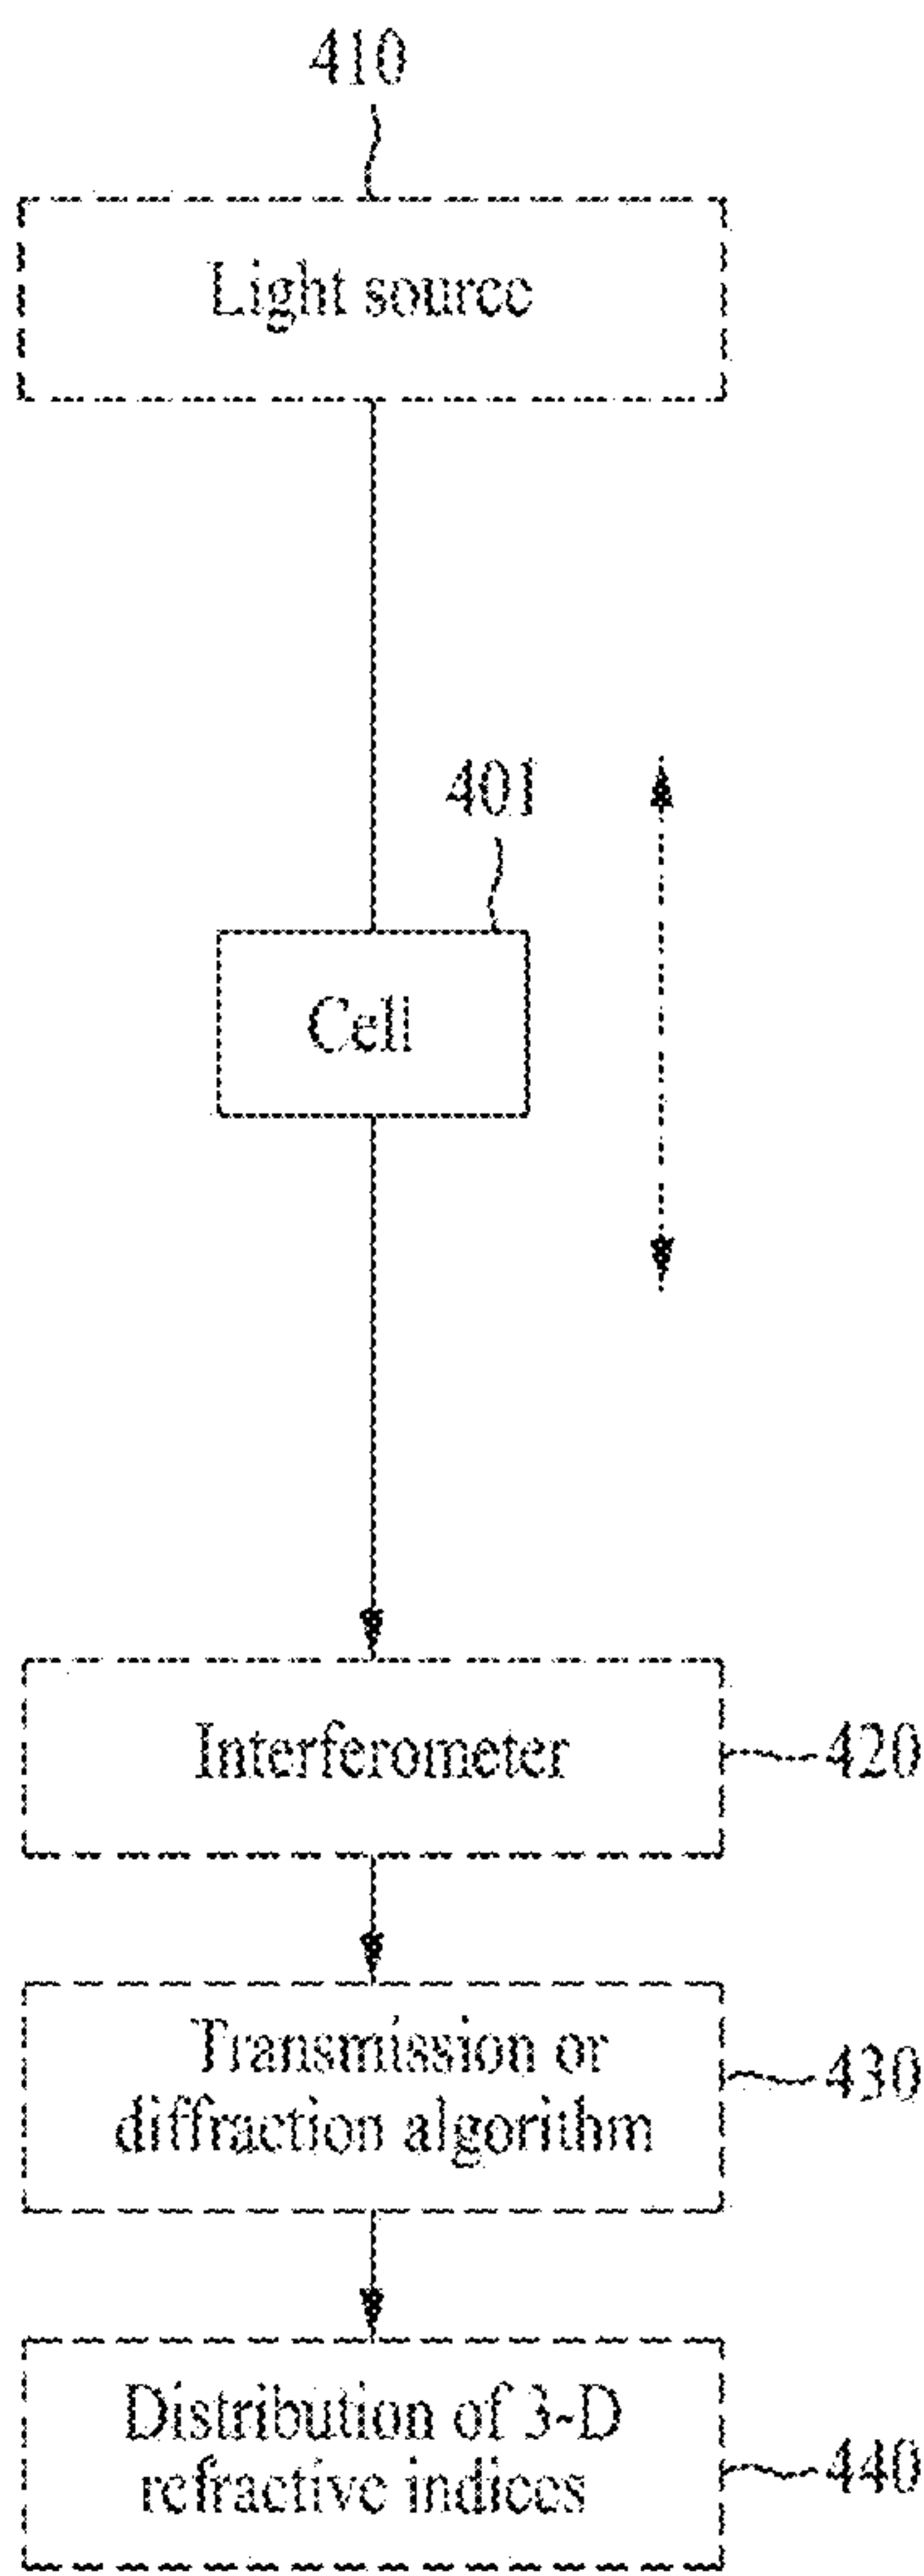 410
Light source
401
Cell
Interferometer
420
Transmission or
diffraction algorithm
430
Distribution of 3-D
refractive indices
440